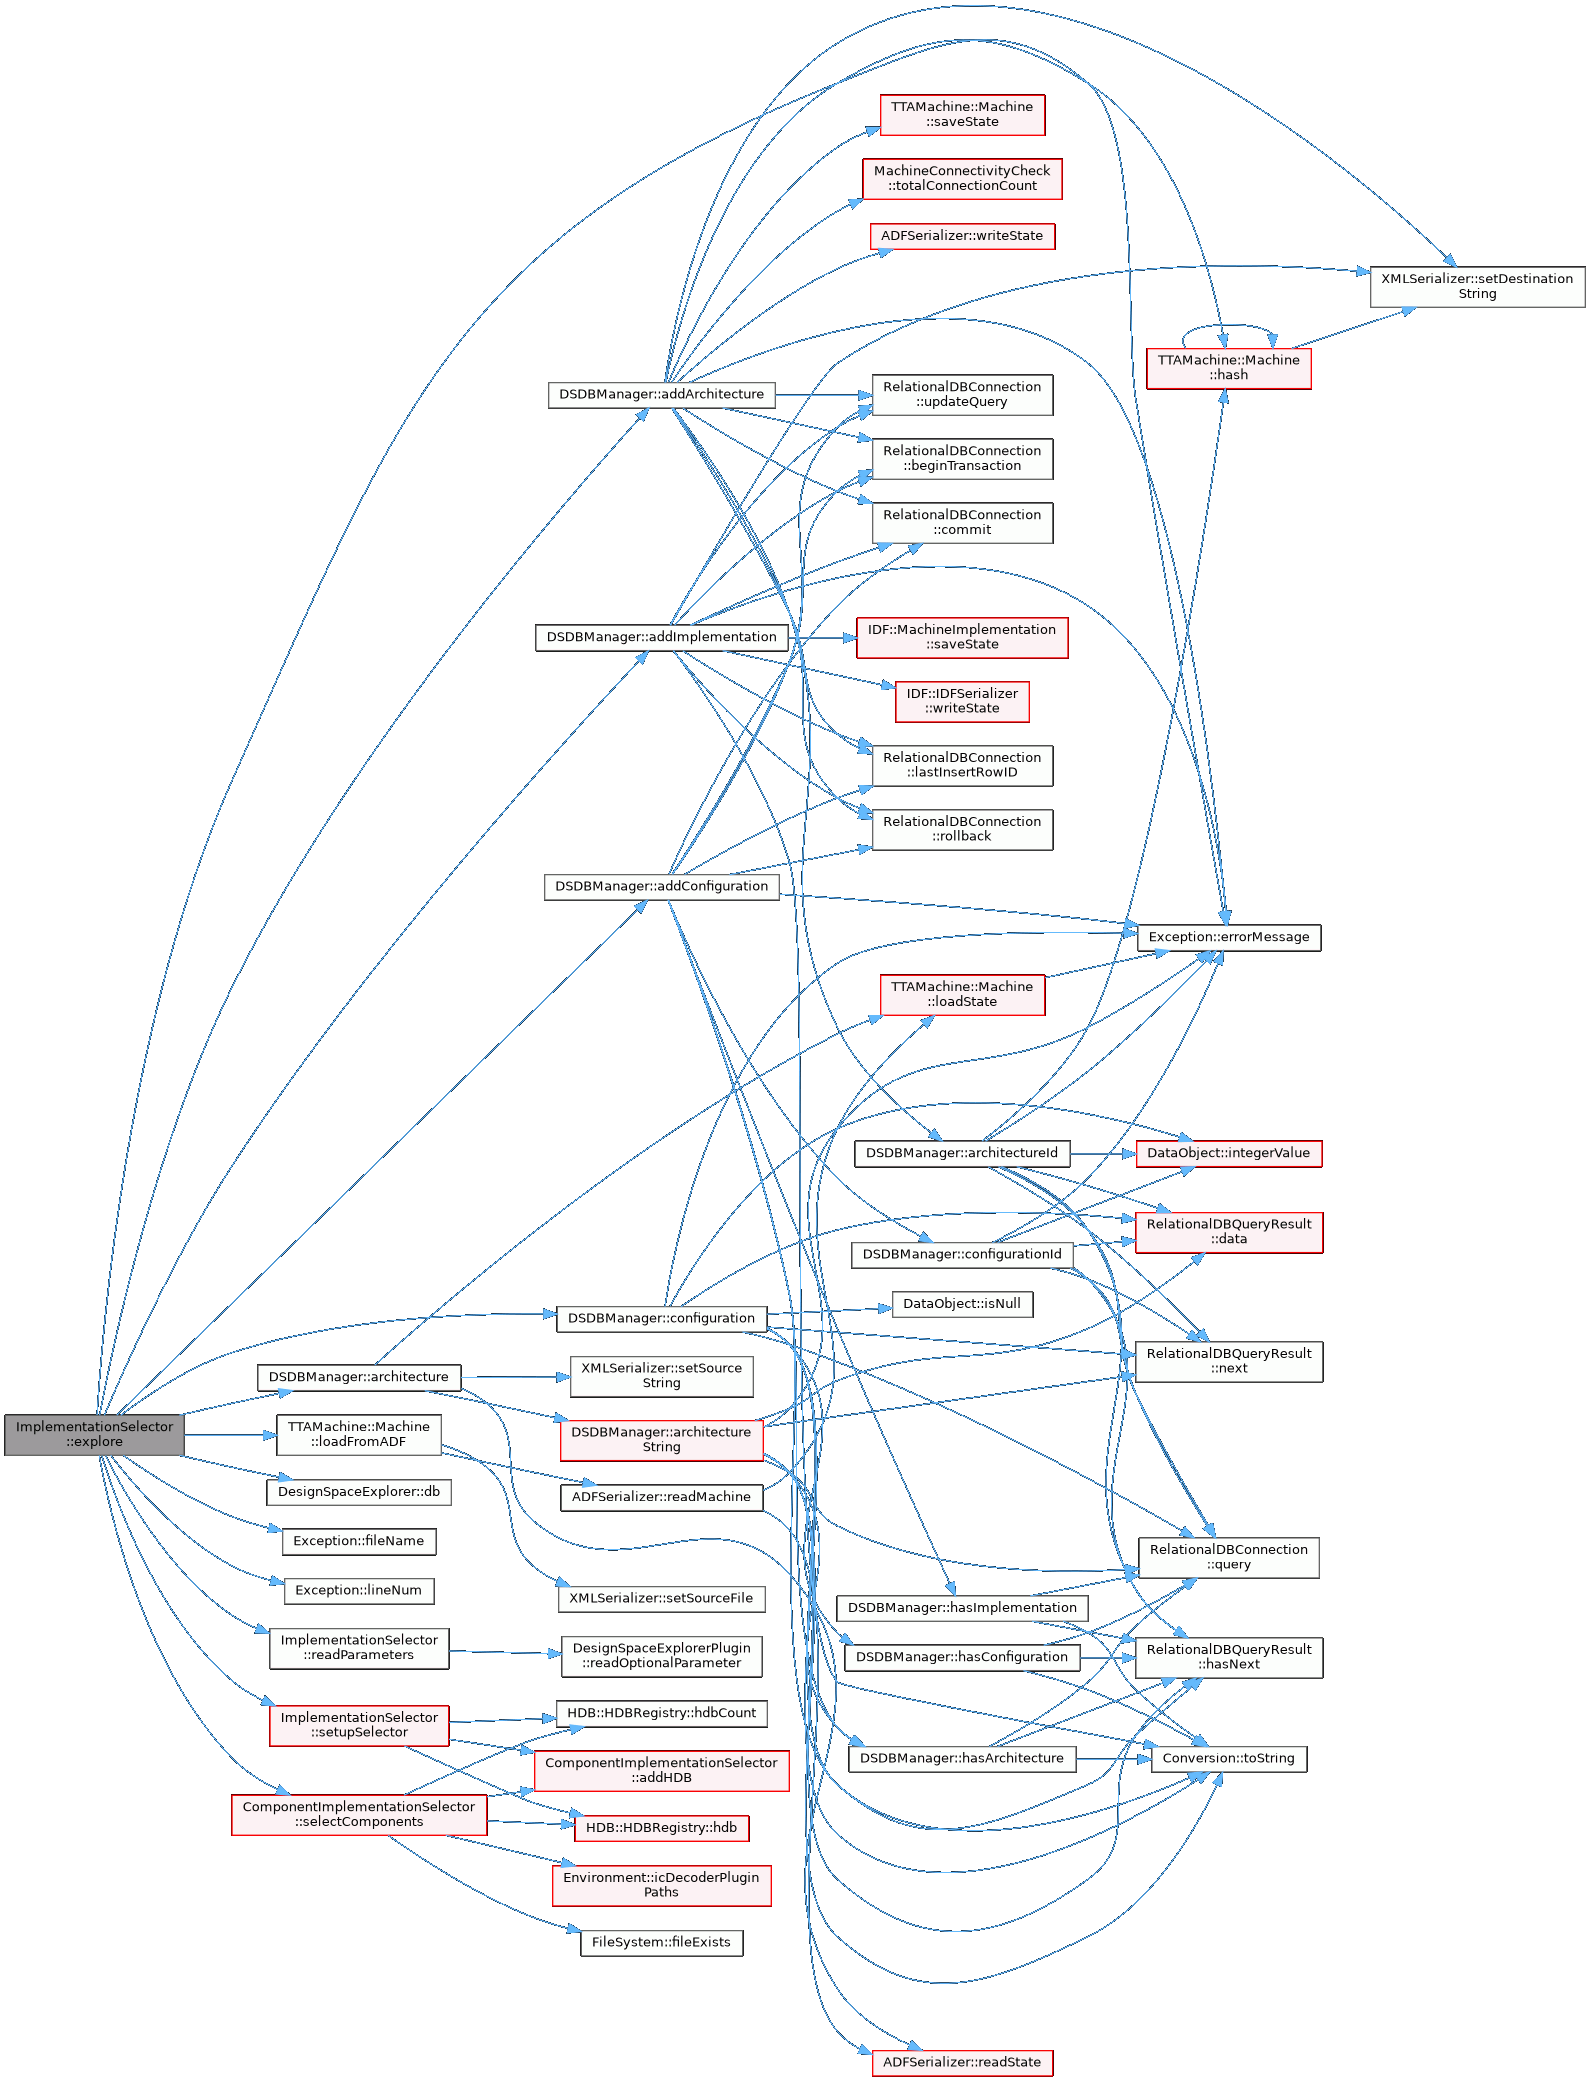 TTAMachine::Machine
::saveState
MachineConnectivityCheck
::totalConnectionCount
ADFSerializer::writeState
XMLSerializer::setDestination
String
TTAMachine::Machine
::hash
DSDBManager::addArchitecture
RelationalDBConnection
::updateQuery
RelationalDBConnection
::beginTransaction
RelationalDBConnection
::commit
DSDBManager::addImplementation
IDF::MachineImplementation
::saveState
IDF::IDFSerializer
::writeState
RelationalDBConnection
::lastInsertRowID
RelationalDBConnection
::rollback
DSDBManager::addConfiguration
Exception::errorMessage
TTAMachine::Machine
::loadState
DSDBManager::architectureId
DataObject::integerValue
RelationalDBQueryResult
::data
DSDBManager::configurationId
DataObject::isNull
DSDBManager::configuration
RelationalDBQueryResult
::next
DSDBManager::architecture
XMLSerializer::setSource
String
ImplementationSelector
::explore
TTAMachine::Machine
::loadFromADF
DSDBManager::architecture
String
DesignSpaceExplorer::db
ADFSerializer::readMachine
Exception::fileName
RelationalDBConnection
::query
Exception::lineNum
XMLSerializer::setSourceFile
DSDBManager::hasImplementation
ImplementationSelector
::readParameters
DesignSpaceExplorerPlugin
::readOptionalParameter
DSDBManager::hasConfiguration
RelationalDBQueryResult
::hasNext
ImplementationSelector
::setupSelector
HDB::HDBRegistry::hdbCount
DSDBManager::hasArchitecture
Conversion::toString
ComponentImplementationSelector
::addHDB
ComponentImplementationSelector
::selectComponents
HDB::HDBRegistry::hdb
Environment::icDecoderPlugin
Paths
FileSystem::fileExists
ADFSerializer::readState